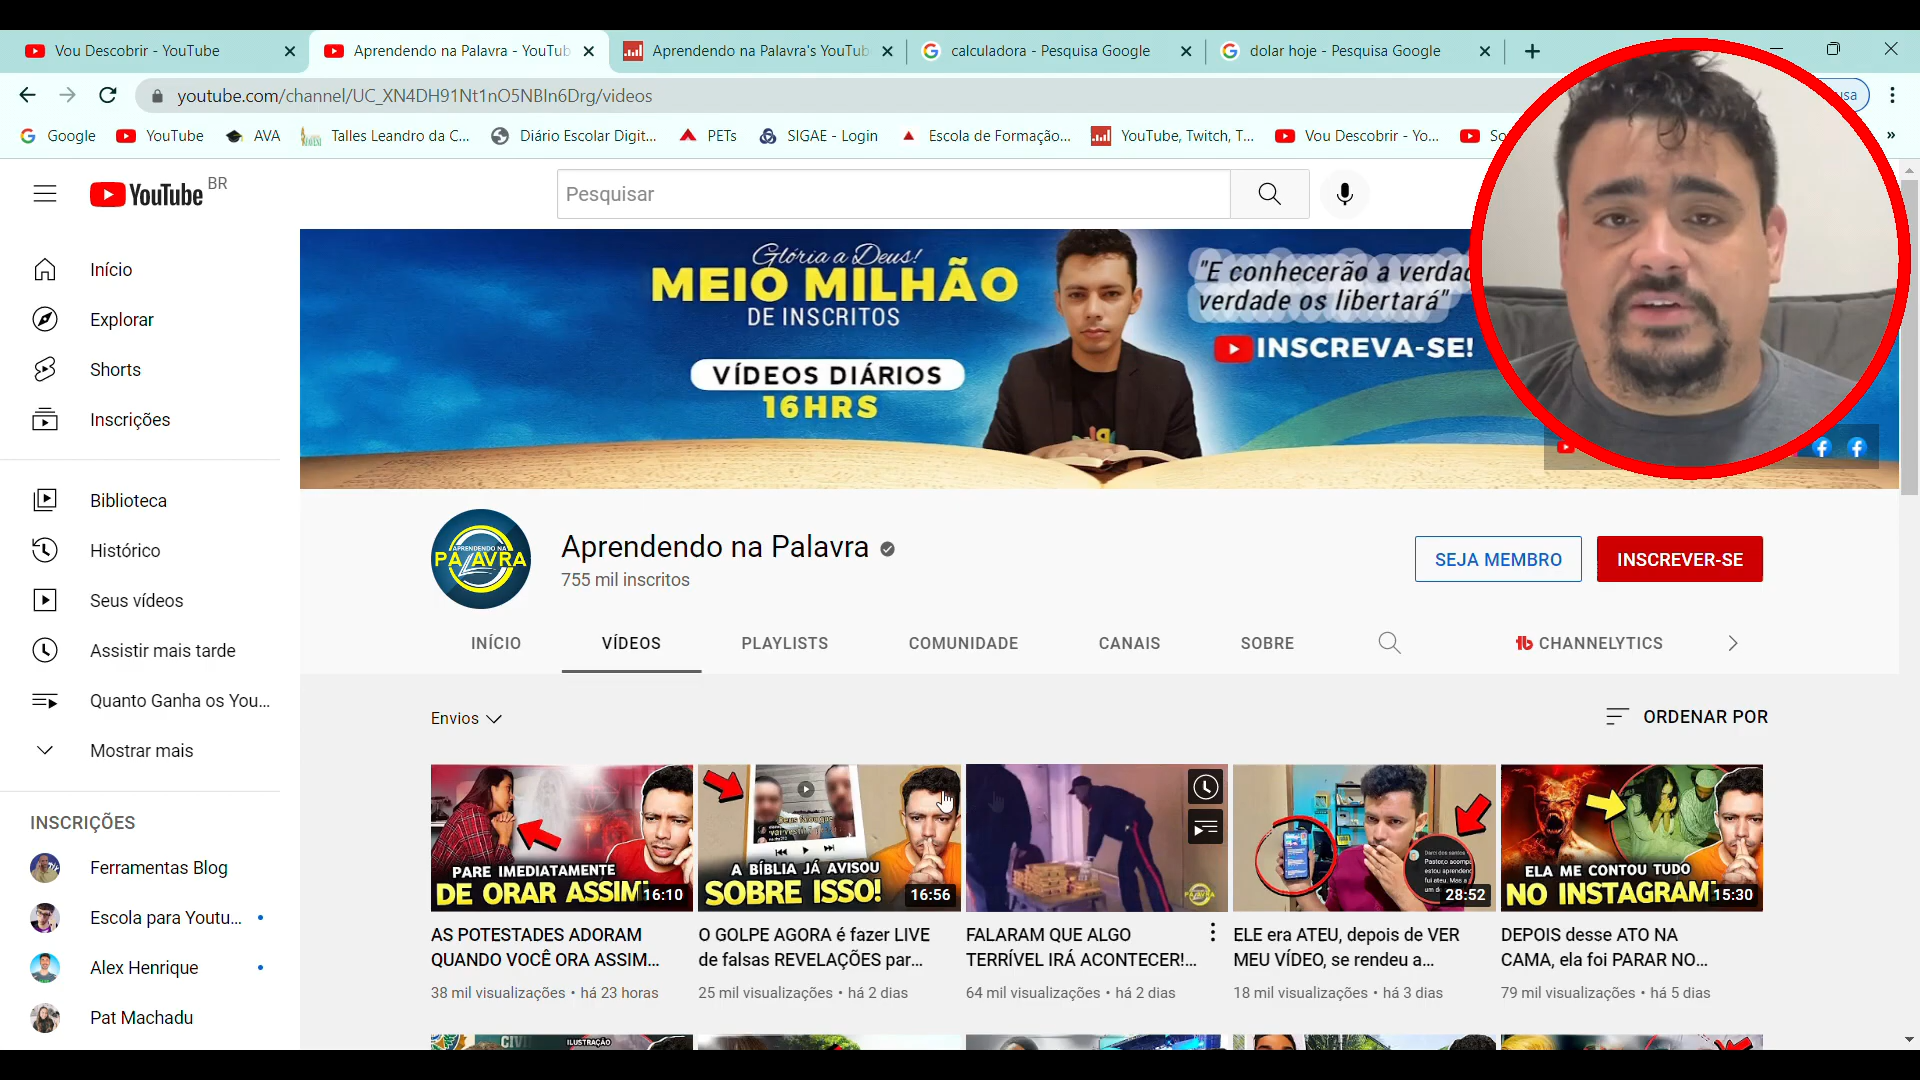 Vou Descobrir - YouTube
Aprendendo na Palavra - YouTub
Aprendendo na Palavra's YouTub
calculadora - Pesquisa Google
dolar hoje - Pesquisa Google
youtube.com/channel/UC_XN4DH91Nt1nO5NBIn6Drg/videos
usa
Google
YouTube
AVA
Talles Leandro da C...
Diário Escolar Digit...
PETs
SIGAE - Login
Escola de Formação...
YouTube, Twitch, T...
Vou Descobrir - Yo...
So
YouTube BR
Pesquisar
Início
Explorar
Shorts
Inscrições
Biblioteca
Histórico
Seus vídeos
Assistir mais tarde
Quanto Ganha os You...
Mostrar mais
INSCRIÇÕES
Ferramentas Blog
Escola para Youtu...
Alex Henrique
Pat Machadu
Glória a Deus!
MEIO MILHÃO
DE INSCRITOS
VÍDEOS DIÁRIOS
16HRS
"E conhecerão a verdad
verdade os libertará"
INSCREVA-SE!
APRENDENDO NA
PALAVRA
Aprendendo na Palavra
755 mil inscritos
SEJA MEMBRO
INSCREVER-SE
INÍCIO
VÍDEOS
PLAYLISTS
COMUNIDADE
CANAIS
SOBRE
CHANNELYTICS
Envios
ORDENAR POR
PARE IMEDIATAMENTE
DE ORAR ASSIM!
16:10
A BÍBLIA JÁ AVISOU
SOBRE ISSO!
16:56
28:52
ELA ME CONTOU TUDO
NO INSTAGRAM!
15:30
AS POTESTADES ADORAM
QUANDO VOCÊ ORA ASSIM...
38 mil visualizações • há 23 horas
O GOLPE AGORA é fazer LIVE
de falsas REVELAÇÕES par...
25 mil visualizações • há 2 dias
FALARAM QUE ALGO
TERRÍVEL IRÁ ACONTECER!...
64 mil visualizações • há 2 dias
ELE era ATEU, depois de VER
MEU VÍDEO, se rendeu a...
18 mil visualizações • há 3 dias
DEPOIS desse ATO NA
CAMA, ela foi PARAR NO...
79 mil visualizações • há 5 dias
ILUSTRAÇÃO